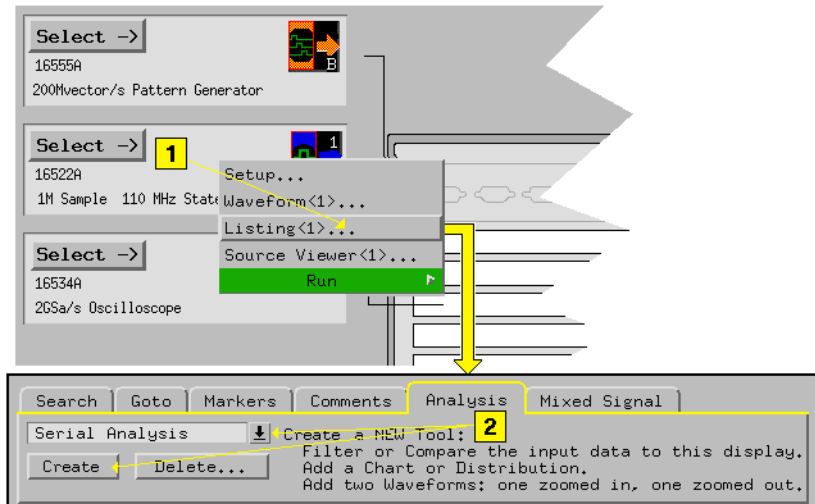 Select ->
B
16555A
200Mvector/s Pattern Generator
Select ->
1
1
16522A
1M Sample 110 MHz State
Setup...
Waveform<1>...
Listing<1>...
Source Viewer<1>...
Run
Select ->
16534A
2GSa/s Oscilloscope
Search
Goto
Markers
Comments
Analysis
Mixed Signal
Serial Analysis
Create a NEW Tool:
2
Filter or Compare the input data to this display.
Create
Delete...
Add a Chart or Distribution.
Add two Waveforms: one zoomed in, one zoomed out.